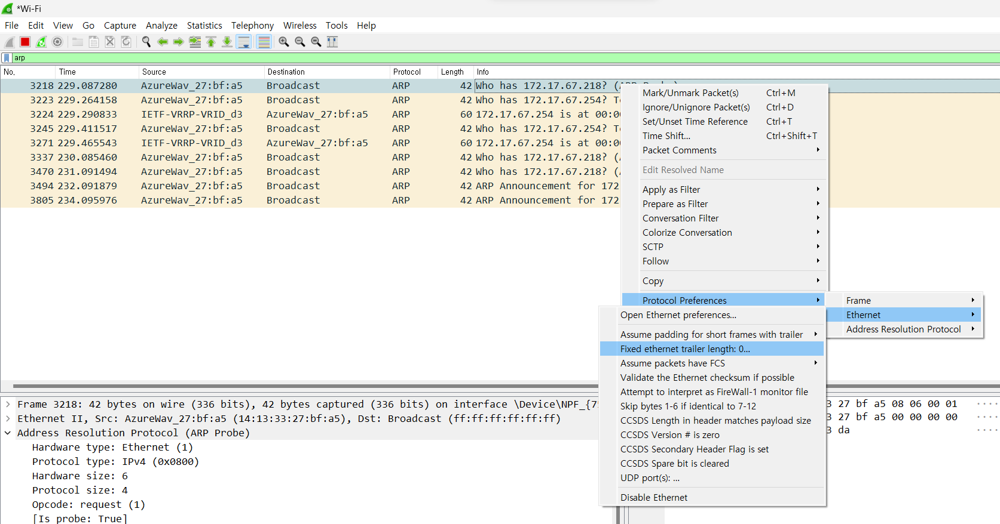 *Wi-Fi
File Edit View Go Capture Analyze Statistics Telephony Wireless Tools Help
arp
No. Time Source Destination Protocol Length Info
3218 229.087280 AzureWav_27:bf:a5 Broadcast ARP 42 Who has 172.17.67.218? (
3223 229.264158 AzureWav_27:bf:a5 Broadcast ARP 42 Who has 172.17.67.254? T
3224 229.290833 IETF-VRRP-VRID_d3 AzureWav_27:bf:a5 ARP 60 172.17.67.254 is at 00:0
3245 229.411517 AzureWav_27:bf:a5 Broadcast ARP 42 Who has 172.17.67.254? T
3271 229.465543 IETF-VRRP-VRID_d3 AzureWav_27:bf:a5 ARP 60 172.17.67.254 is at 00:0
3337 230.085460 AzureWav_27:bf:a5 Broadcast ARP 42 Who has 172.17.67.218? (
3470 231.091494 AzureWav_27:bf:a5 Broadcast ARP 42 Who has 172.17.67.218? (
3494 232.091879 AzureWav_27:bf:a5 Broadcast ARP 42 ARP Announcement for 172
3805 234.095976 AzureWav_27:bf:a5 Broadcast ARP 42 ARP Announcement for 172
Mark/Unmark Packet(s) Ctrl+M
Ignore/Unignore Packet(s) Ctrl+D
Set/Unset Time Reference Ctrl+T
Time Shift... Ctrl+Shift+T
Packet Comments
Edit Resolved Name
Apply as Filter
Prepare as Filter
Conversation Filter
Colorize Conversation
SCTP
Follow
Copy
Protocol Preferences
Frame
Ethernet
Address Resolution Protocol
Open Ethernet preferences...
Assume padding for short frames with trailer
Fixed ethernet trailer length: 0...
Assume packets have FCS
Validate the Ethernet checksum if possible
Attempt to interpret as FireWall-1 monitor file
Skip bytes 1-6 if identical to 7-12
CCSDS Length in header matches payload size
CCSDS Version # is zero
CCSDS Secondary Header Flag is set
CCSDS Spare bit is cleared
UDP port(s): ...
Disable Ethernet
Frame 3218: 42 bytes on wire (336 bits), 42 bytes captured (336 bits) on interface \Device\NPF_{7
Ethernet II, Src: AzureWav_27:bf:a5 (14:13:33:27:bf:a5), Dst: Broadcast (ff:ff:ff:ff:ff:ff)
Address Resolution Protocol (ARP Probe)
Hardware type: Ethernet (1)
Protocol type: IPv4 (0x0800)
Hardware size: 6
Protocol size: 4
Opcode: request (1)
[Is probe: True]
3 27 bf a5 08 06 00 01 ····
3 27 bf a5 00 00 00 00 ····
3 da ····